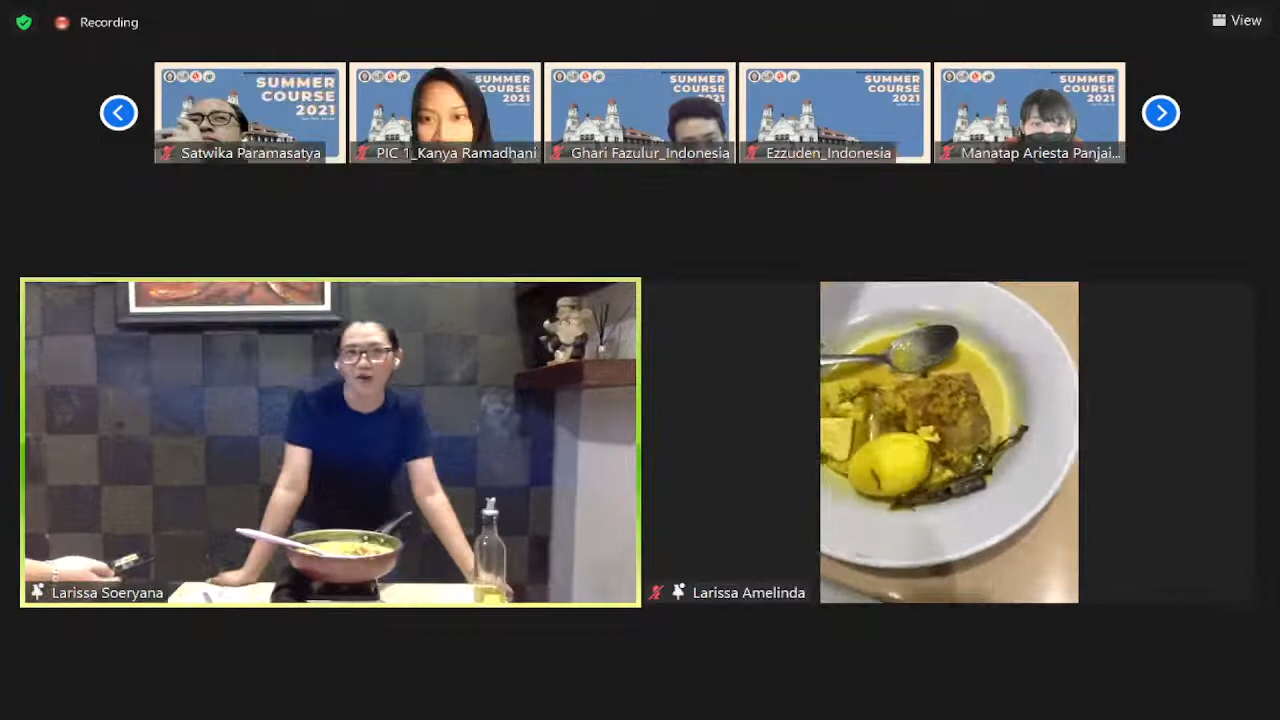 Recording
View
SUMMER
COURSE
2021
SUMMER
COURSE
2021
SUMMER
COURSE
2021
SUMMER
COURSE
2021
SUMMER
COURSE
2021
Satwika Paramasatya
PIC 1_Kanya Ramadhani
Ghari Fazulur_Indonesia
Ezzuden_Indonesia
Manatap Ariesta Panjai...
Larissa Soeryana
Larissa Amelinda